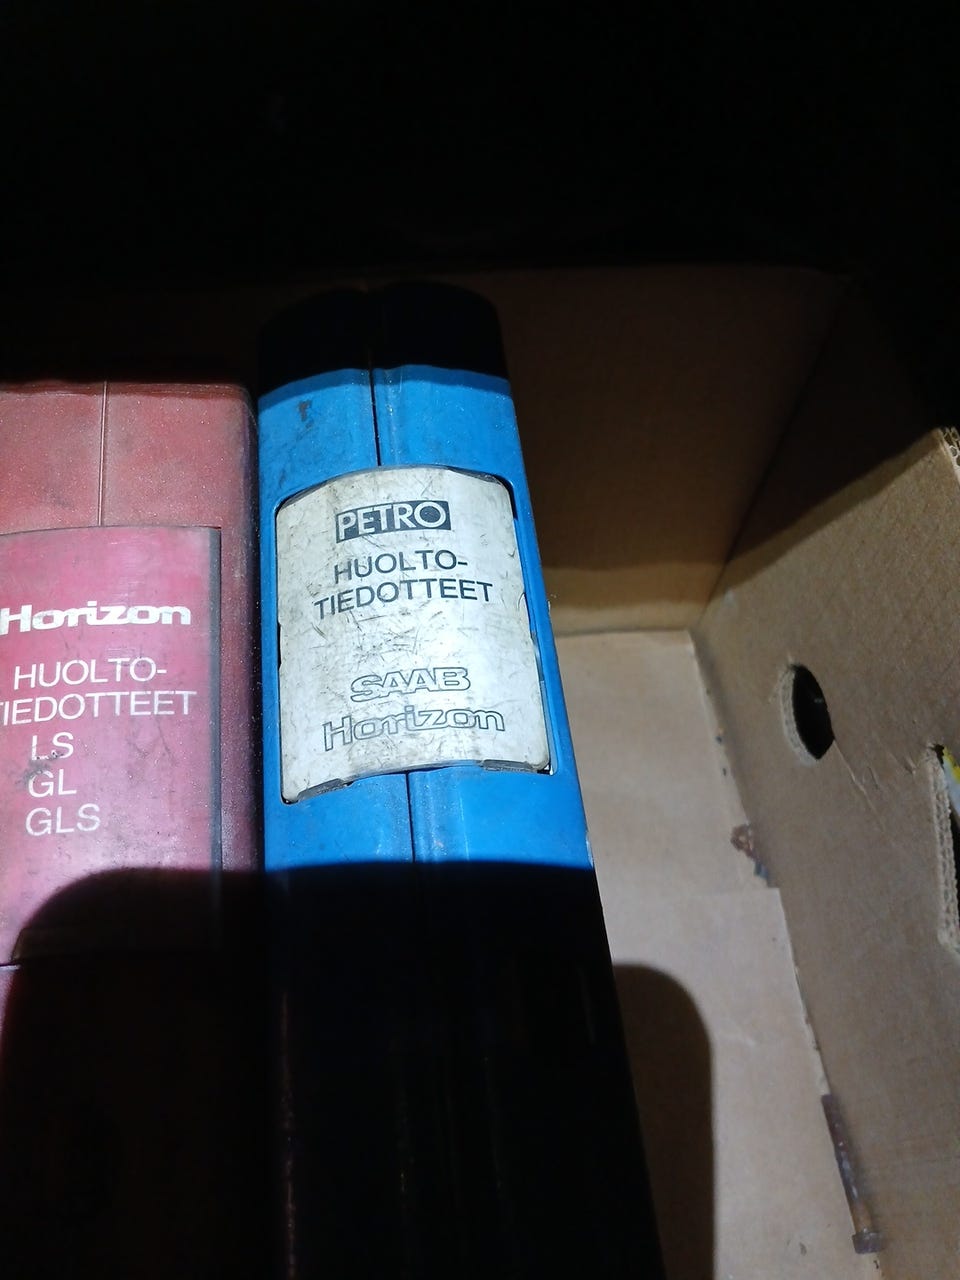 Horizon
HUOLTO-
TIEDOTTEET
LS
GL
GLS
PETRO
HUOLTO-
TIEDOTTEET
SAAB
Horizon